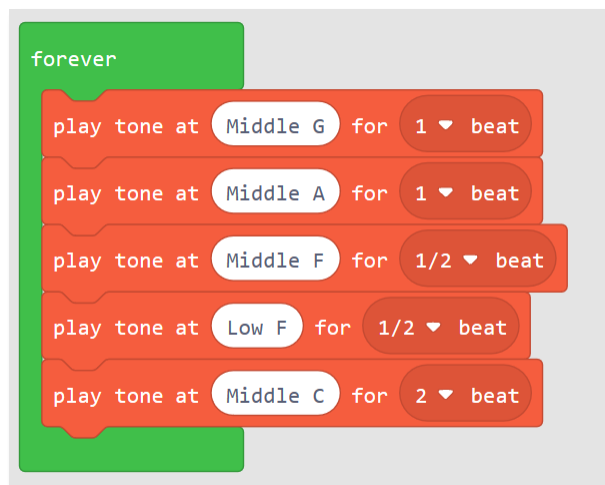 forever
play tone at Middle G for 1 beat
play tone at Middle A for 1 beat
play tone at Middle F for 1/2 beat
play tone at Low F for 1/2 beat
play tone at Middle C for 2 beat